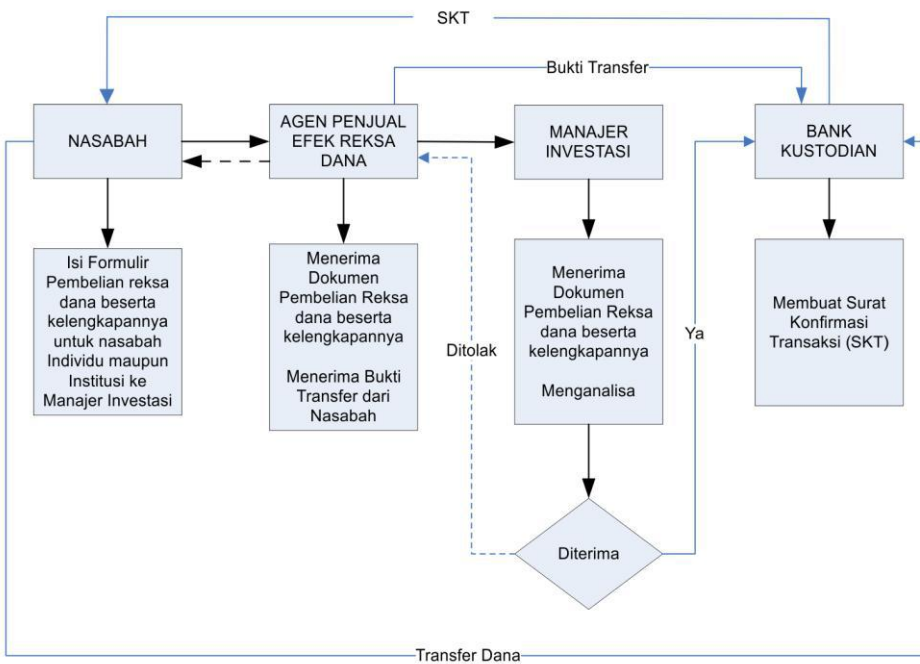 SKT
Bukti Transfer
NASABAH
AGEN PENJUAL
EFEK REKSA
DANA
MANAJER
INVESTASI
BANK
KUSTODIAN
Isi Formulir
Pembelian reksa
dana beserta
kelengkapannya
untuk nasabah
Individu maupun
Institusi ke
Manajer Investasi
Menerima
Dokumen
Pembelian Reksa
dana beserta
kelengkapannya
Menerima Bukti
Transfer dari
Nasabah
Ditolak
Menerima
Dokumen
Pembelian Reksa
dana beserta
kelengkapannya
Menganalisa
Ya
Membuat Surat
Konfirmasi
Transaksi (SKT)
Diterima
Transfer Dana